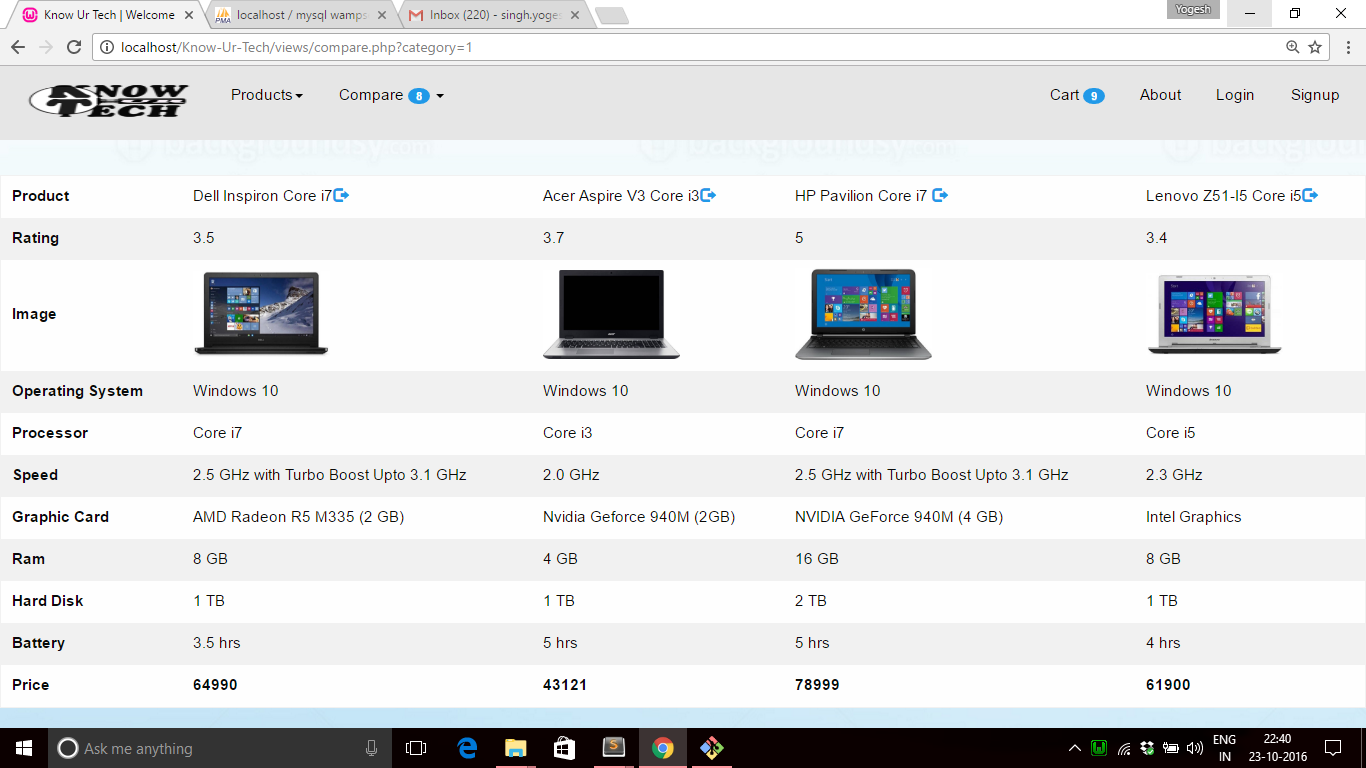 Know Ur Tech | Welcome
localhost / mysql wamps
Inbox (220) - singh.yoges
Yogesh
localhost/Know-Ur-Tech/views/compare.php?category=1
KNOW TECH
Products
Compare 8
Cart 9
About
Login
Signup
Product Dell Inspiron Core i7 Acer Aspire V3 Core i3 HP Pavilion Core i7 Lenovo Z51-I5 Core i5
Rating 3.5 3.7 5 3.4
Image
Operating System Windows 10 Windows 10 Windows 10 Windows 10
Processor Core i7 Core i3 Core i7 Core i5
Speed 2.5 GHz with Turbo Boost Upto 3.1 GHz 2.0 GHz 2.5 GHz with Turbo Boost Upto 3.1 GHz 2.3 GHz
Graphic Card AMD Radeon R5 M335 (2 GB) Nvidia Geforce 940M (2GB) NVIDIA GeForce 940M (4 GB) Intel Graphics
Ram 8 GB 4 GB 16 GB 8 GB
Hard Disk 1 TB 1 TB 2 TB 1 TB
Battery 3.5 hrs 5 hrs 5 hrs 4 hrs
Price 64990 43121 78999 61900
Ask me anything
ENG
IN
22:40
23-10-2016